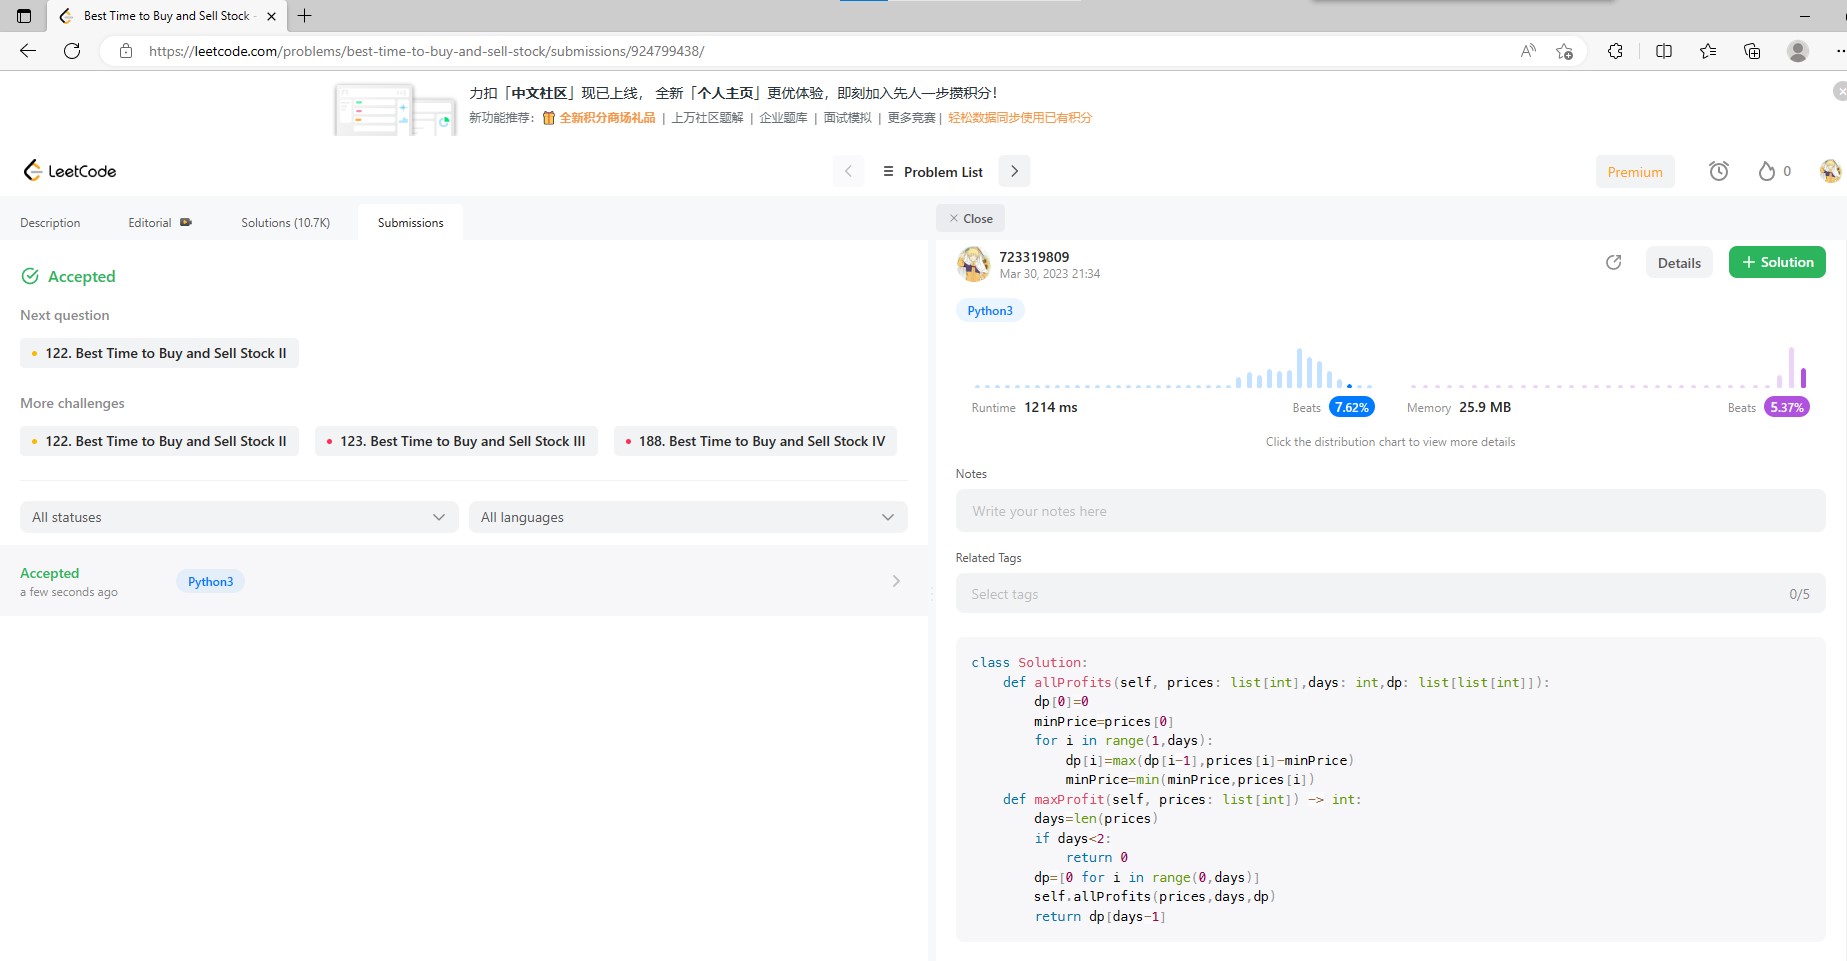 Best Time to Buy and Sell Stock -
https://leetcode.com/problems/best-time-to-buy-and-sell-stock/submissions/924799438/
力扣「中文社区」现已上线， 全新「个人主页」更优体验，即刻加入先人一步攒积分！
新功能推荐： 全新积分商场礼品 | 上万社区题解 | 企业题库 | 面试模拟 | 更多竞赛 | 轻松数据同步使用已有积分
LeetCode
Problem List
Premium
0
Description Editorial Solutions (10.7K) Submissions
Accepted
Next question
122. Best Time to Buy and Sell Stock II
More challenges
122. Best Time to Buy and Sell Stock II 123. Best Time to Buy and Sell Stock III 188. Best Time to Buy and Sell Stock IV
All statuses All languages
Accepted
a few seconds ago
Python3
Close
723319809
Mar 30, 2023 21:34
Details
+ Solution
Python3
Runtime 1214 ms Beats 7.62% Memory 25.9 MB Beats 5.37%
Click the distribution chart to view more details
Notes
Write your notes here
Related Tags
Select tags 0/5
class Solution:
    def allProfits(self, prices: list[int],days: int,dp: list[list[int]]):
        dp[0]=0
        minPrice=prices[0]
        for i in range(1,days):
            dp[i]=max(dp[i-1],prices[i]-minPrice)
            minPrice=min(minPrice,prices[i])
    def maxProfit(self, prices: list[int]) -> int:
        days=len(prices)
        if days<2:
            return 0
        dp=[0 for i in range(0,days)]
        self.allProfits(prices,days,dp)
        return dp[days-1]